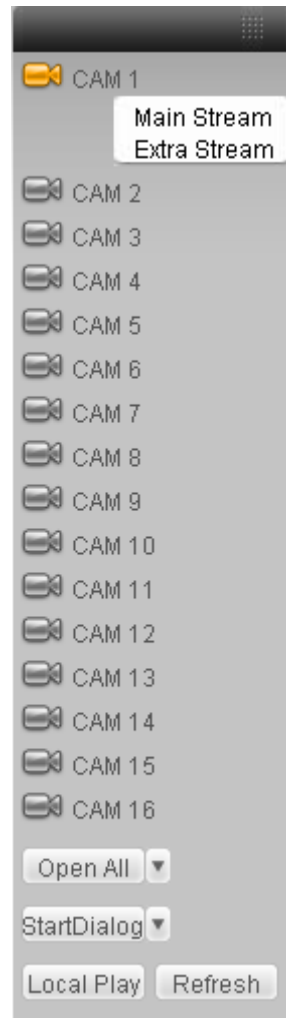 CAM 1
Main Stream
Extra Stream
CAM 2
CAM 3
CAM 4
CAM 5
CAM 6
CAM 7
CAM 8
CAM 9
CAM 10
CAM 11
CAM 12
CAM 13
CAM 14
CAM 15
CAM 16
Open All
StartDialog
Local Play Refresh